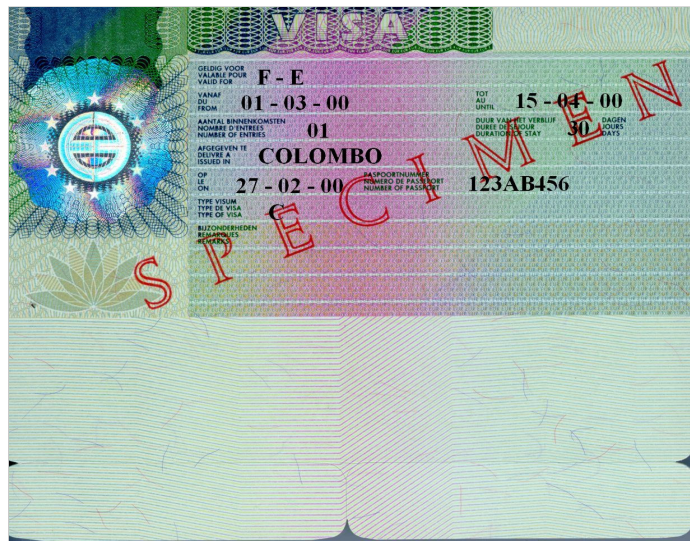 VISA
GELDIG VOOR
VALABLE POUR
VALID FOR
F - E
VANAF
DU
FROM
01 - 03 - 00
TOT
AU
UNTIL
15 - 04 - 00
AANTAL BINNENKOMSTEN
NOMBRE D'ENTREES
NUMBER OF ENTRIES
01
DUUR VAN HET VERBLIJF
DUREE DE SEJOUR
DURATION OF STAY
30
DAGEN
JOURS
DAYS
AFGEGEVEN TE
DELIVRE A
ISSUED IN
COLOMBO
OP
LE
ON
27 - 02 - 00
PASPOORTNUMMER
NUMERO DE PASSEPORT
NUMBER OF PASSPORT
123AB456
TYPE VISUM
TYPE DE VISA
TYPE OF VISA
C
BIJZONDERHEDEN
REMARQUES
REMARKS
SPECIMEN